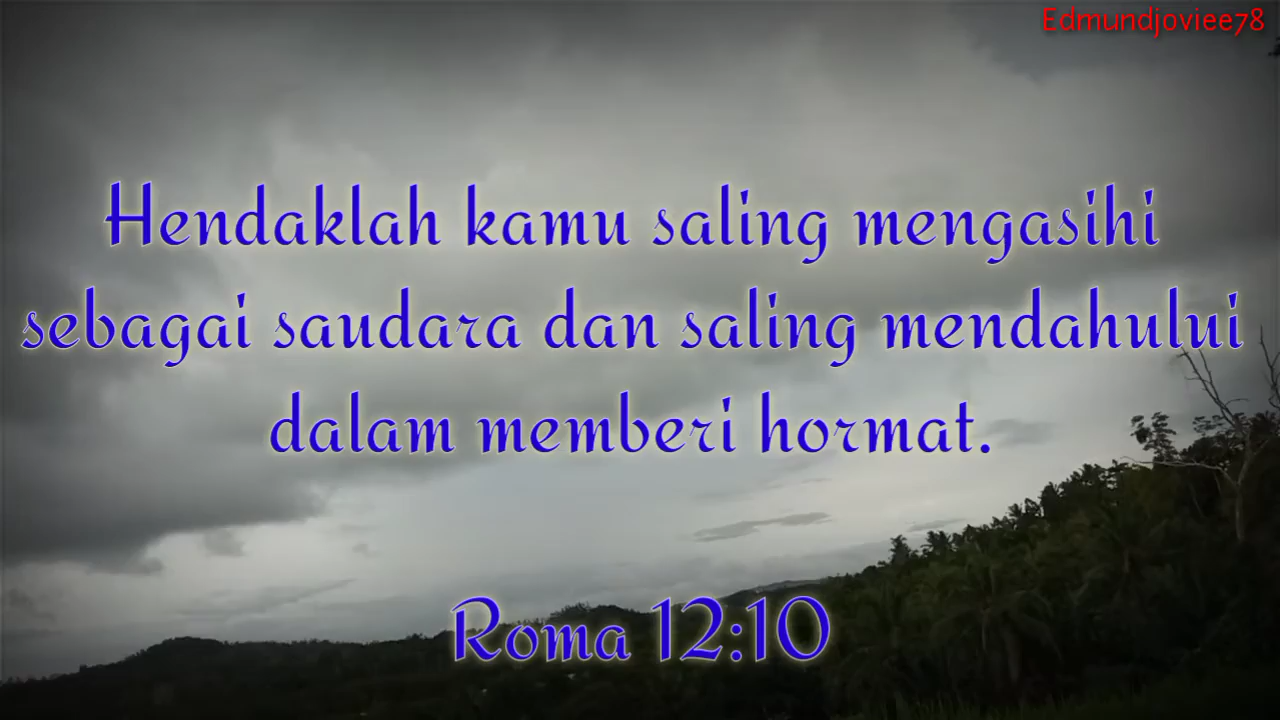 Edmundjoviee78
Hendaklah kamu saling mengasihi
sebagai saudara dan saling mendahului
dalam memberi hormat.
Roma 12:10